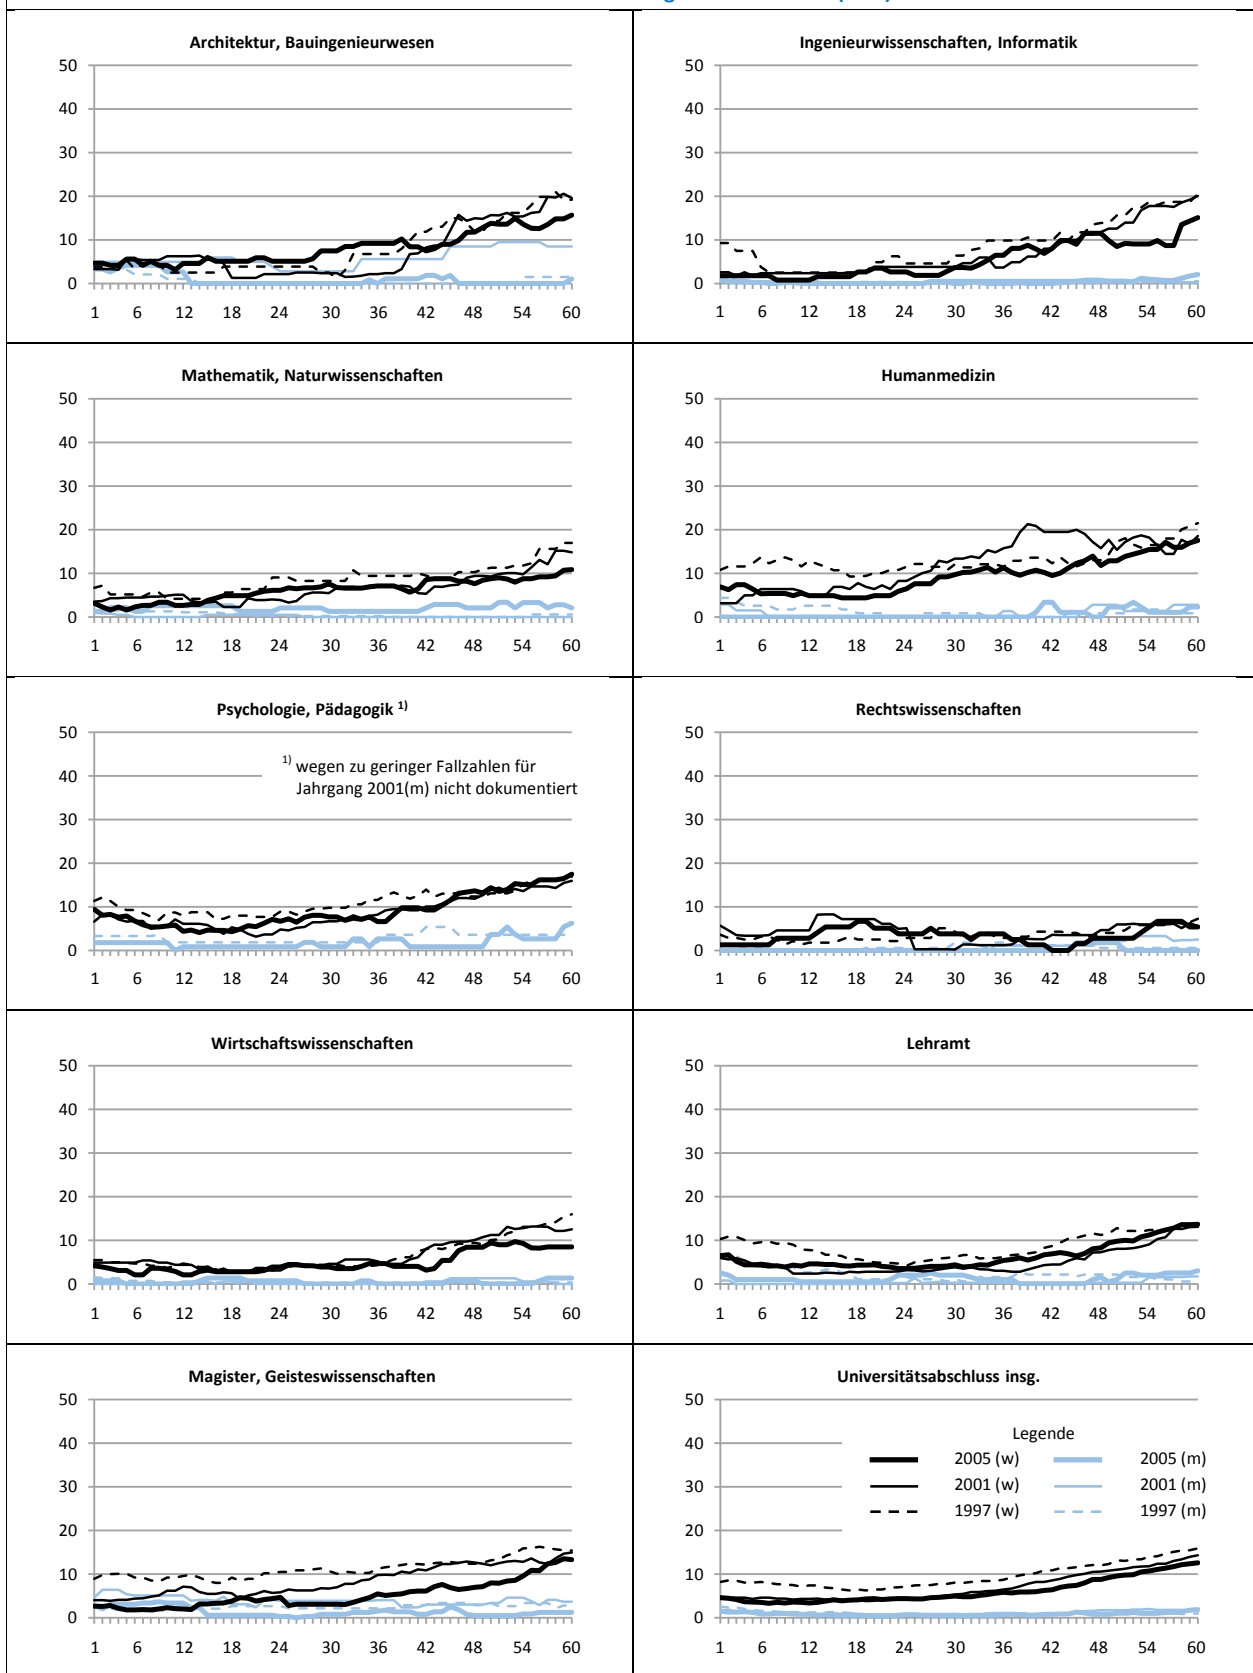 Architektur, Bauingenieurwesen
50
40
30
20
10
0
1 6 12 18 24 30 36 42 48 54 60
Ingenieurwissenschaften, Informatik
50
40
30
20
10
0
1 6 12 18 24 30 36 42 48 54 60
Mathematik, Naturwissenschaften
50
40
30
20
10
0
1 6 12 18 24 30 36 42 48 54 60
Humanmedizin
50
40
30
20
10
0
1 6 12 18 24 30 36 42 48 54 60
Psychologie, Pädagogik 1)
1) wegen zu geringer Fallzahlen für
Jahrgang 2001(m) nicht dokumentiert
50
40
30
20
10
0
1 6 12 18 24 30 36 42 48 54 60
Rechtswissenschaften
50
40
30
20
10
0
1 6 12 18 24 30 36 42 48 54 60
Wirtschaftswissenschaften
50
40
30
20
10
0
1 6 12 18 24 30 36 42 48 54 60
Lehramt
50
40
30
20
10
0
1 6 12 18 24 30 36 42 48 54 60
Magister, Geisteswissenschaften
50
40
30
20
10
0
1 6 12 18 24 30 36 42 48 54 60
Universitätsabschluss insg.
Legende
2005 (w) 2005 (m)
2001 (w) 2001 (m)
1997 (w) 1997 (m)
50
40
30
20
10
0
1 6 12 18 24 30 36 42 48 54 60